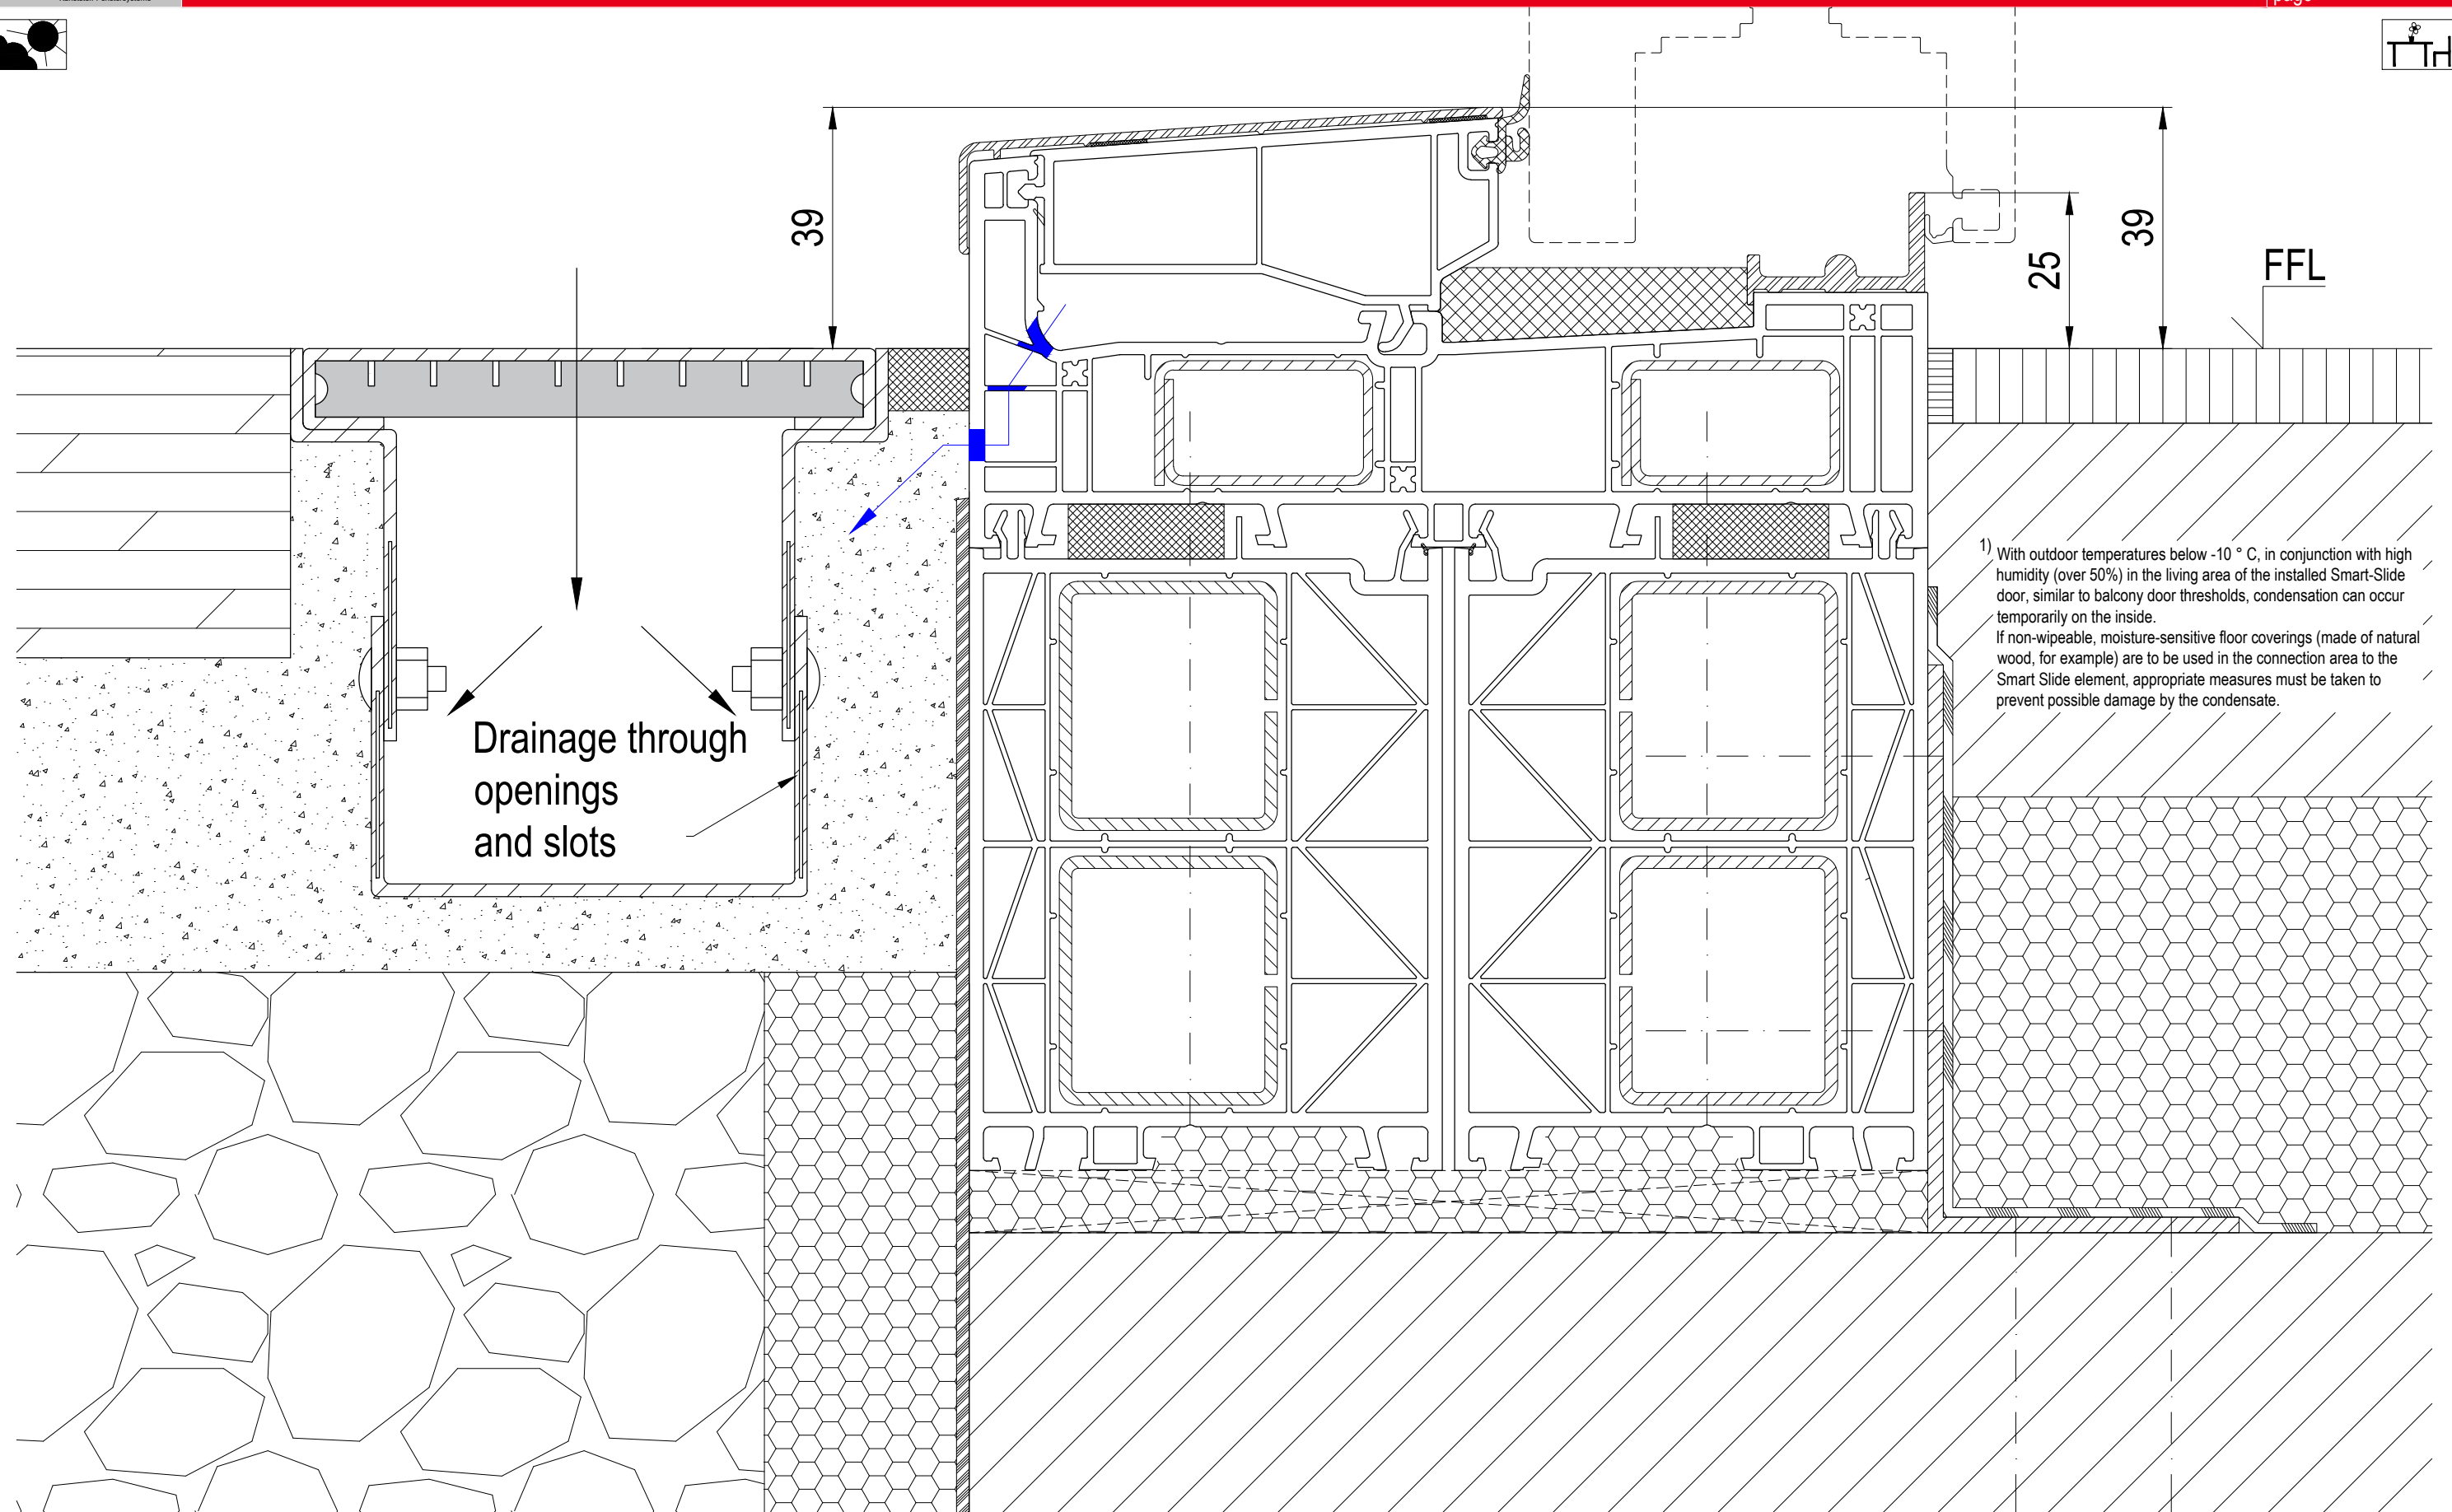 page
39
39
25
FFL
1) With outdoor temperatures below -10 ° C, in conjunction with high
humidity (over 50%) in the living area of the installed Smart-Slide
door, similar to balcony door thresholds, condensation can occur
temporarily on the inside.
If non-wipeable, moisture-sensitive floor coverings (made of natural
wood, for example) are to be used in the connection area to the
Smart Slide element, appropriate measures must be taken to
prevent possible damage by the condensate.
Drainage through
openings
and slots